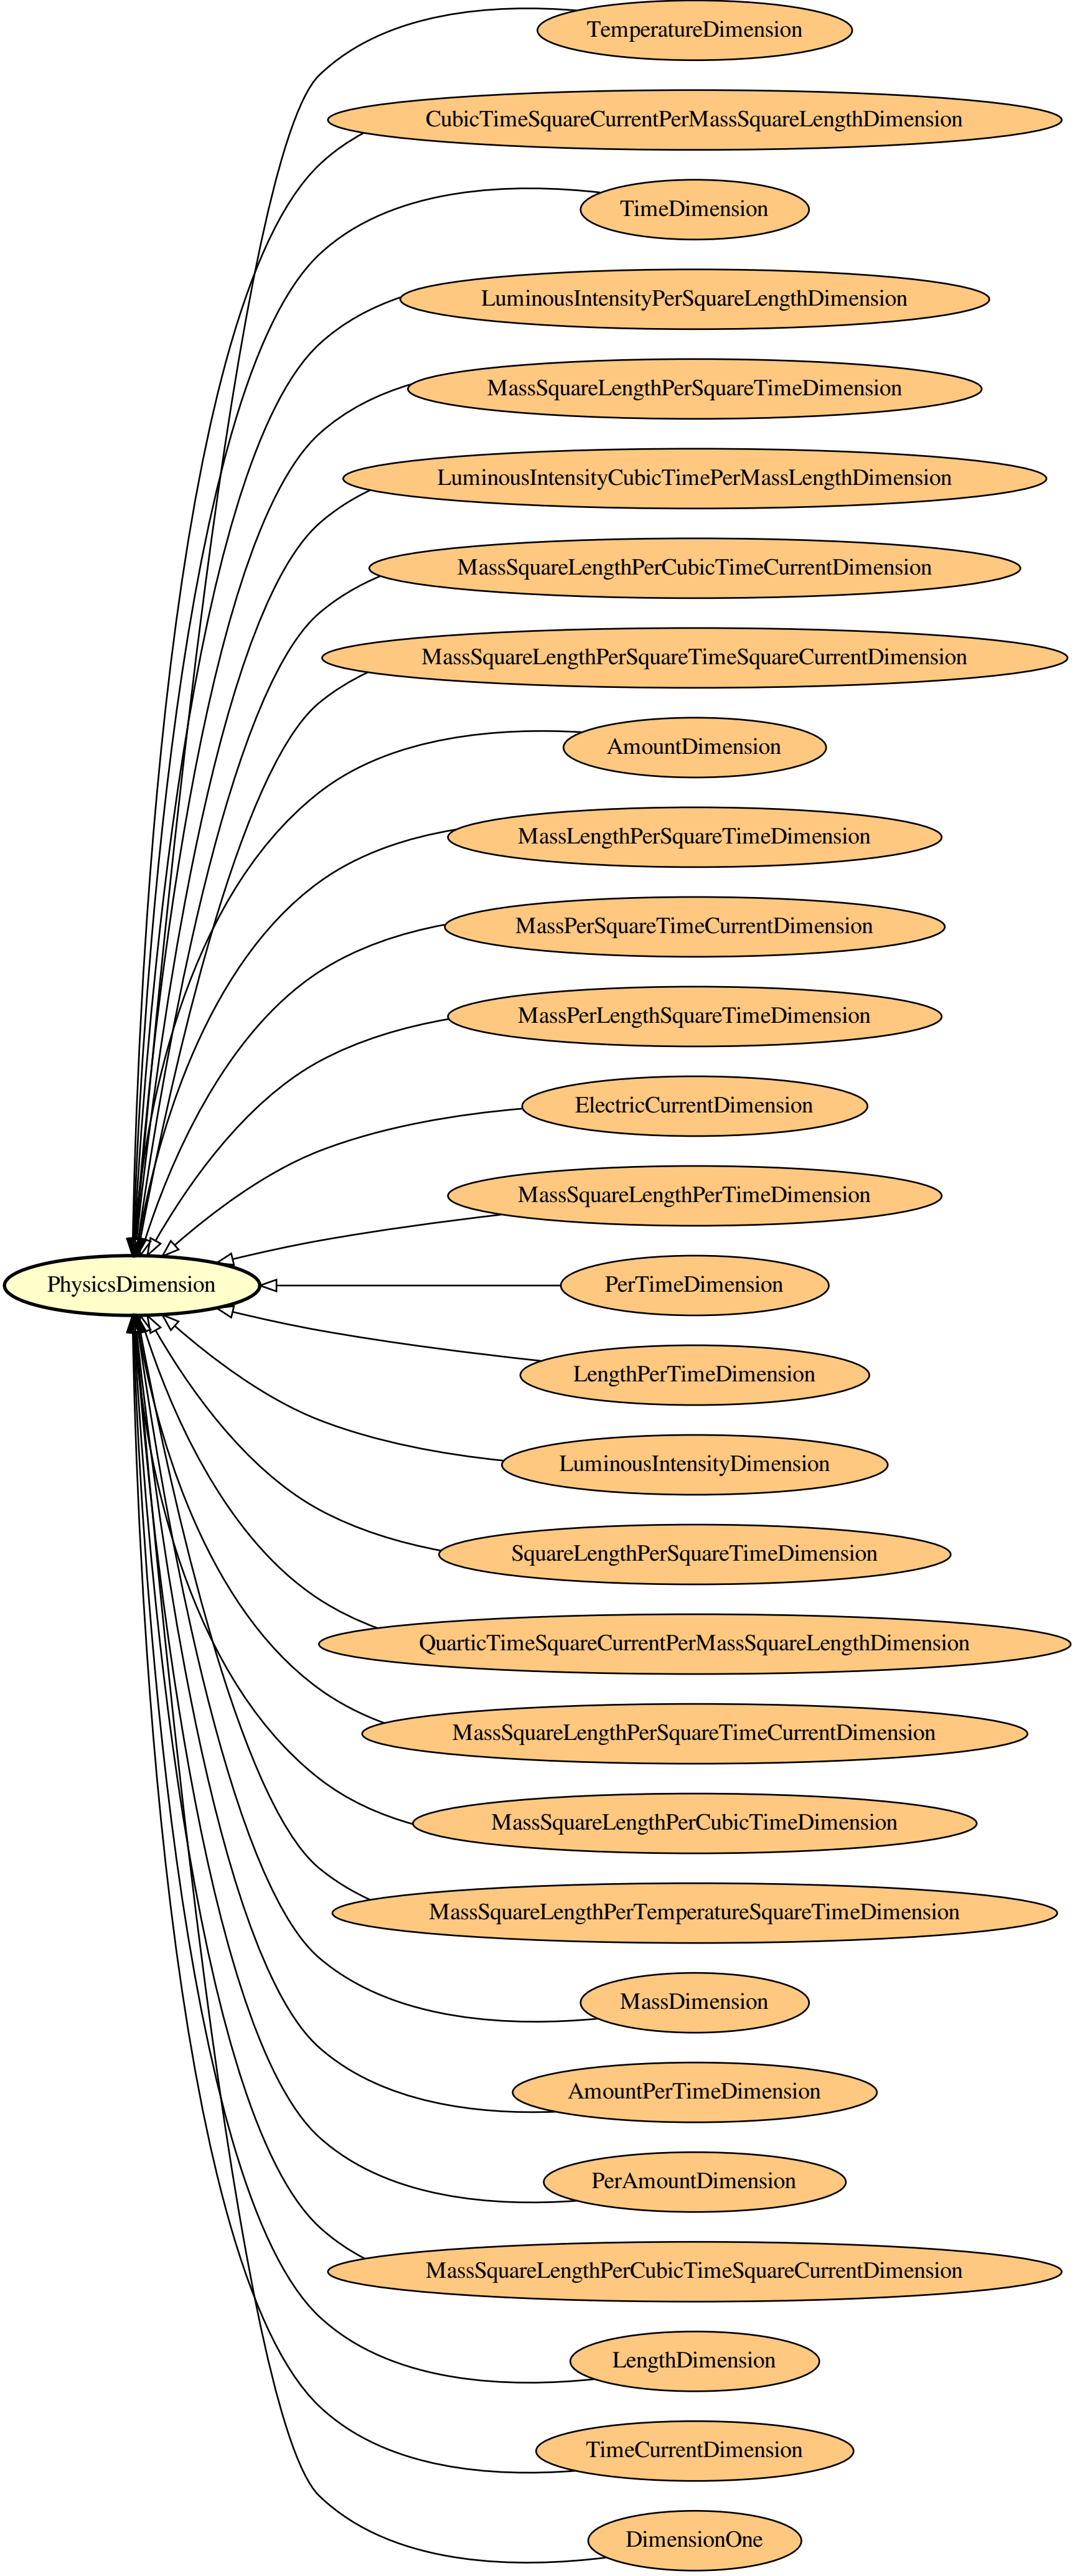 TemperatureDimension
CubicTimeSquareCurrentPerMassSquareLengthDimension
TimeDimension
LuminousIntensityPerSquareLengthDimension
MassSquareLengthPerSquareTimeDimension
LuminousIntensityCubicTimePerMassLengthDimension
MassSquareLengthPerCubicTimeCurrentDimension
MassSquareLengthPerSquareTimeSquareCurrentDimension
AmountDimension
MassLengthPerSquareTimeDimension
MassPerSquareTimeCurrentDimension
MassPerLengthSquareTimeDimension
ElectricCurrentDimension
MassSquareLengthPerTimeDimension
PhysicsDimension
PerTimeDimension
LengthPerTimeDimension
LuminousIntensityDimension
SquareLengthPerSquareTimeDimension
QuarticTimeSquareCurrentPerMassSquareLengthDimension
MassSquareLengthPerSquareTimeCurrentDimension
MassSquareLengthPerCubicTimeDimension
MassSquareLengthPerTemperatureSquareTimeDimension
MassDimension
AmountPerTimeDimension
PerAmountDimension
MassSquareLengthPerCubicTimeSquareCurrentDimension
LengthDimension
TimeCurrentDimension
DimensionOne